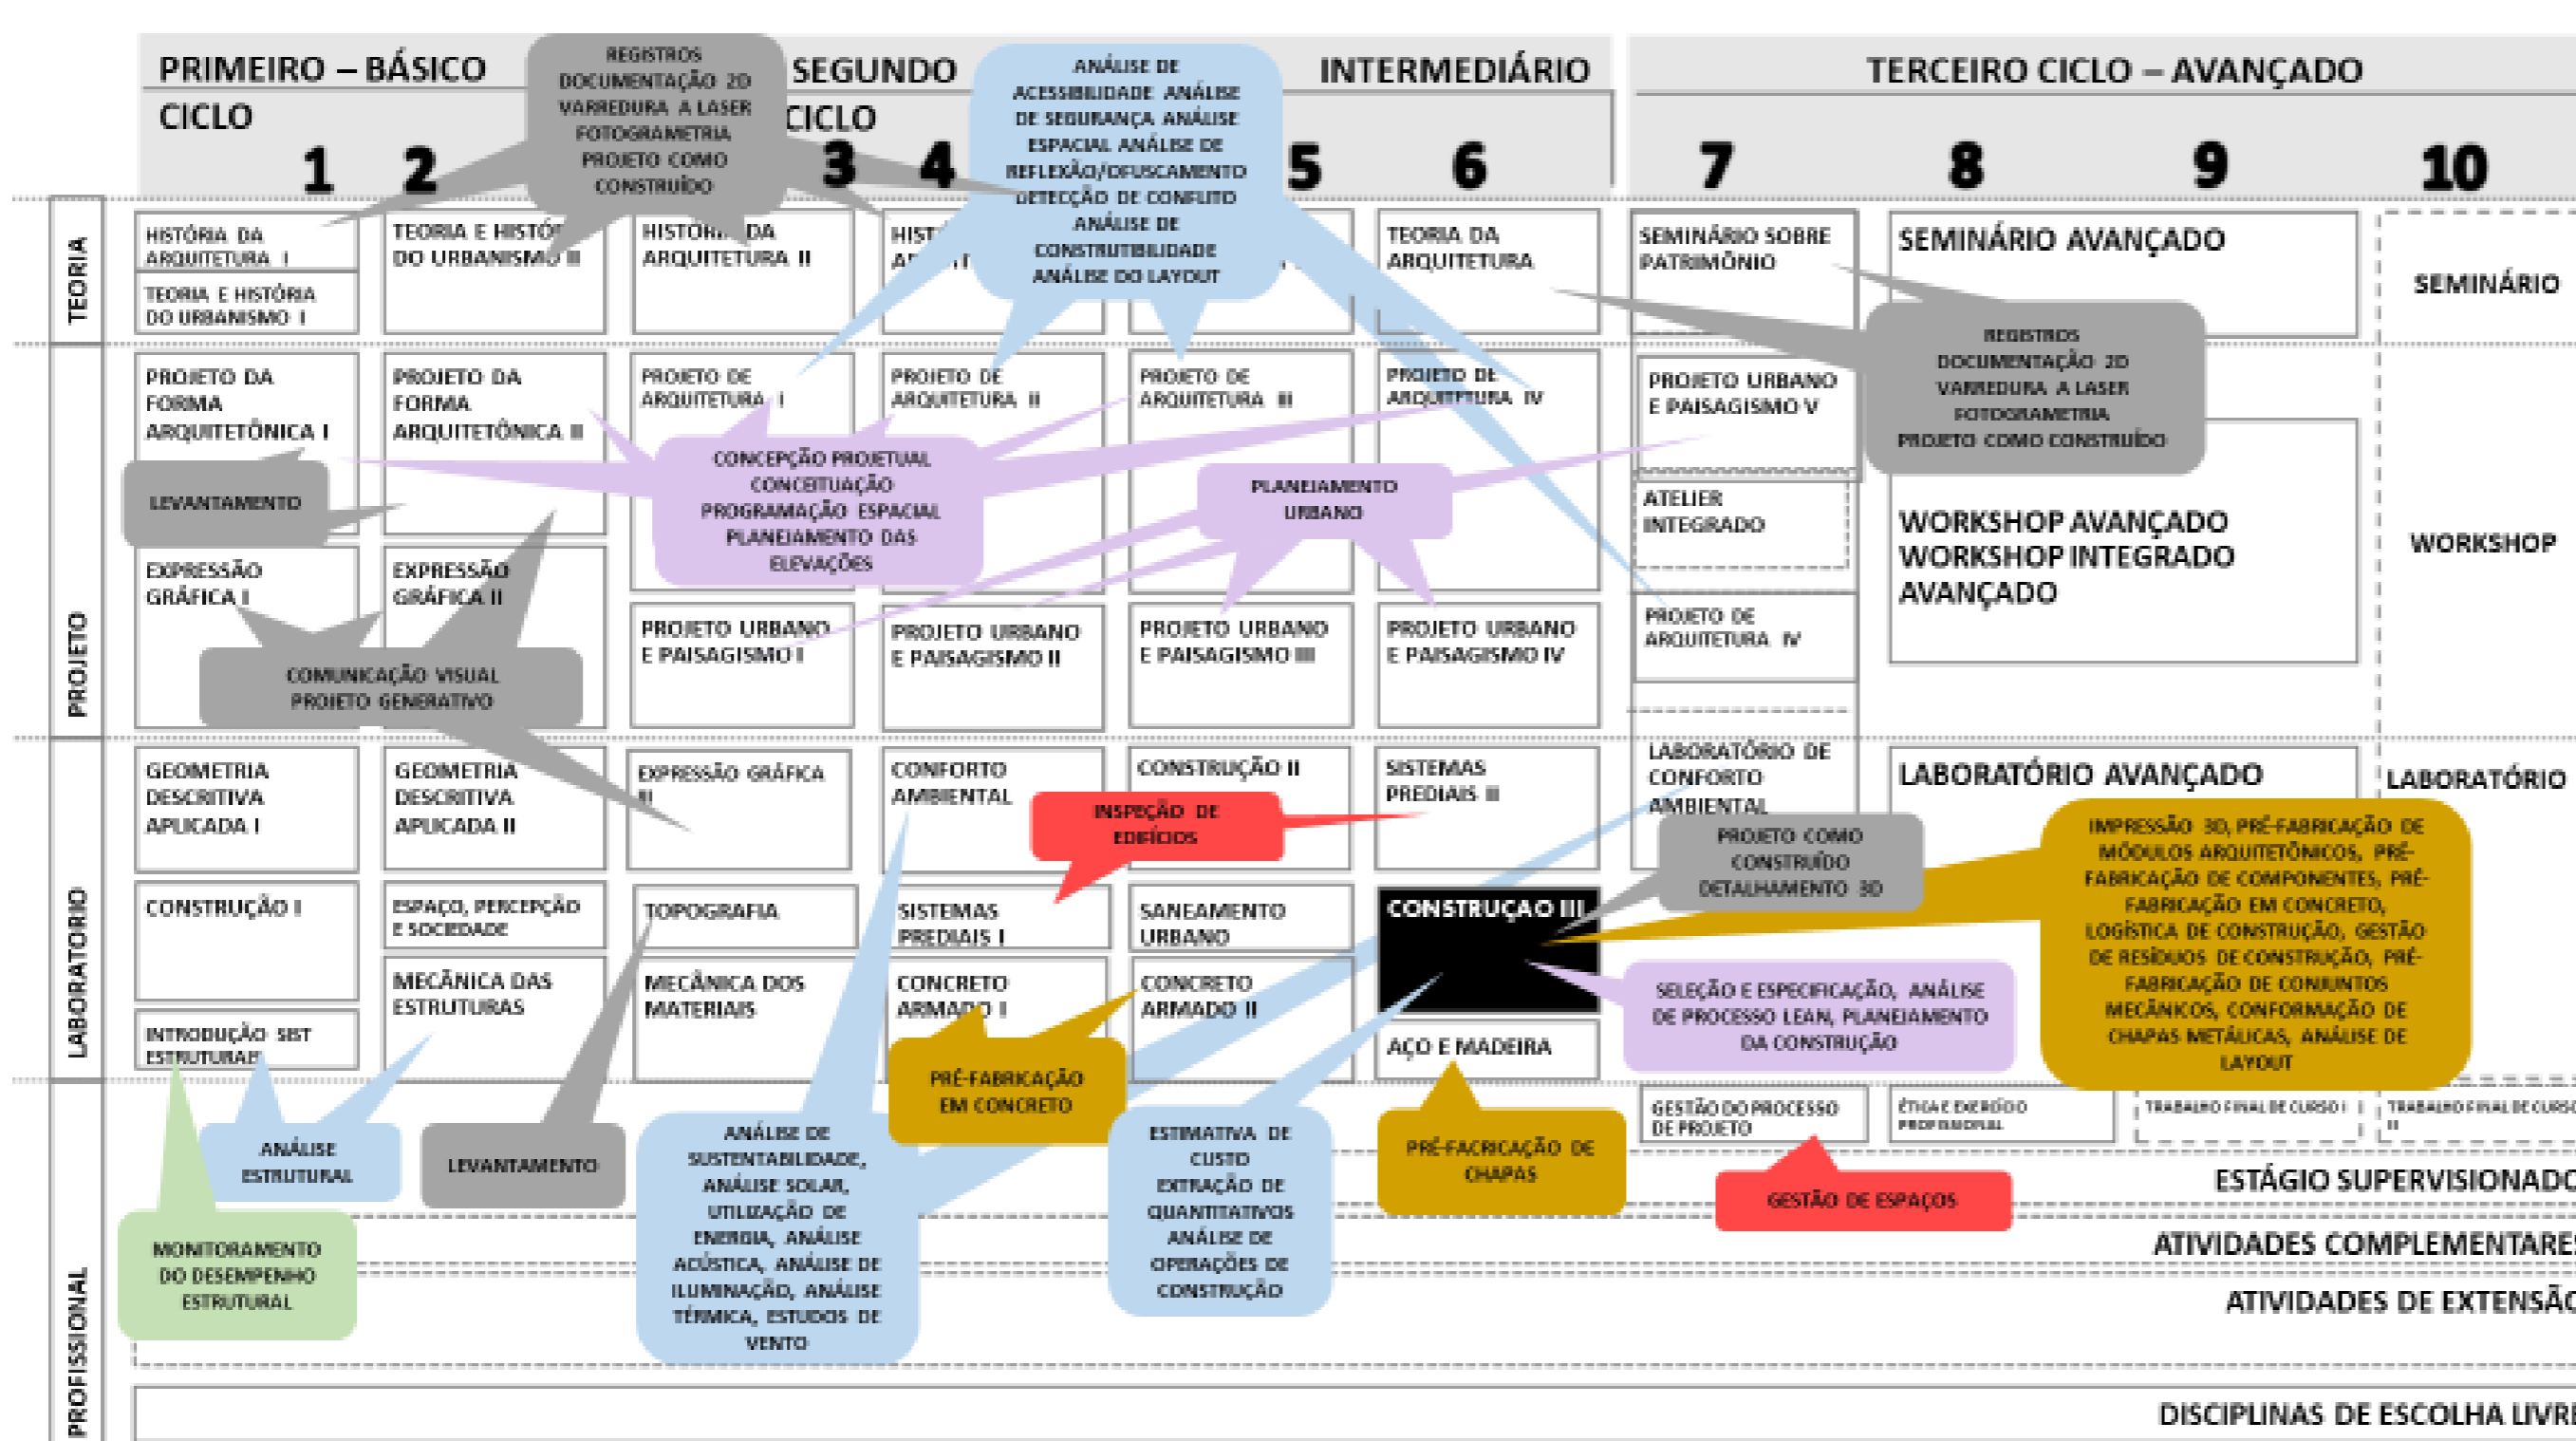 PRIMEIRO – BÁSICO
CICLO
SEGUNDO
CICLO
INTERMEDIÁRIO
TERCEIRO CICLO – AVANÇADO
1
2
3
4
5
6
7
8
9
10
REGISTROS
DOCUMENTAÇÃO 2D
VARREDURA A LASER
FOTOGRAMETRIA
PROJETO COMO
CONSTRUÍDO
ANÁLISE DE
ACESSIBILIDADE ANÁLISE
DE SEGURANÇA ANÁLISE
ESPACIAL ANÁLISE DE
REFLEXÃO/OFUSCAMENTO
DETECÇÃO DE CONFLITO
ANÁLISE DE
CONSTRUTIBILIDADE
ANÁLISE DO LAYOUT
TEORIA
HISTÓRIA DA
ARQUITETURA I
TEORIA E HISTÓRIA
DO URBANISMO I
TEORIA E
DO URBANISMO II
DA
ARQUITETURA II
TEORIA DA
ARQUITETURA
SEMINÁRIO SOBRE
PATRIMÔNIO
SEMINÁRIO AVANÇADO
SEMINÁRIO
REGISTROS
DOCUMENTAÇÃO 2D
VARREDURA A LASER
FOTOGRAMETRIA
PROJETO COMO CONSTRUÍDO
PROJETO
PROJETO DA
FORMA
ARQUITETÔNICA I
PROJETO DA
FORMA
ARQUITETÔNICA II
PROJETO DE
ARQUITETURA I
PROJETO DE
ARQUITETURA II
PROJETO DE
ARQUITETURA III
PROJETO DE
ARQUITETURA IV
PROJETO URBANO
E PAISAGISMO V
LEVANTAMENTO
CONCEPÇÃO PROJETUAL
CONCEITUAÇÃO
PROGRAMAÇÃO ESPACIAL
PLANEJAMENTO DAS
ELEVAÇÕES
PLANEJAMENTO
URBANO
ATELIER
INTEGRADO
WORKSHOP AVANÇADO
WORKSHOP INTEGRADO
AVANÇADO
WORKSHOP
EXPRESSÃO
GRÁFICA I
EXPRESSÃO
GRÁFICA II
PROJETO URBANO
E PAISAGISMO I
PROJETO URBANO
E PAISAGISMO II
PROJETO URBANO
E PAISAGISMO III
PROJETO URBANO
E PAISAGISMO IV
PROJETO DE
ARQUITETURA IV
COMUNICAÇÃO VISUAL
PROJETO GENERATIVO
LABORATÓRIO
GEOMETRIA
DESCRITIVA
APLICADA I
GEOMETRIA
DESCRITIVA
APLICADA II
EXPRESSÃO GRÁFICA
CONFORTO
AMBIENTAL
CONSTRUÇÃO II
SISTEMAS
PREDIAIS II
LABORATÓRIO DE
CONFORTO
AMBIENTAL
LABORATÓRIO AVANÇADO
LABORATÓRIO
INSPEÇÃO DE
EDIFÍCIOS
PROJETO COMO
CONSTRUÍDO
DETALHAMENTO 3D
IMPRESSÃO 3D, PRÉ-FABRICAÇÃO DE
MÓDULOS ARQUITETÔNICOS, PRÉ-
FABRICAÇÃO DE COMPONENTES, PRÉ-
FABRICAÇÃO EM CONCRETO,
LOGÍSTICA DE CONSTRUÇÃO, GESTÃO
DE RESÍDUOS DE CONSTRUÇÃO, PRÉ-
FABRICAÇÃO DE CONJUNTOS
MECÂNICOS, CONFORMAÇÃO DE
CHAPAS METÁLICAS, ANÁLISE DE
LAYOUT
CONSTRUÇÃO I
ESPAÇO, PERCEPÇÃO
E SOCIEDADE
TOPOGRAFIA
SISTEMAS
PREDIAIS I
SANEAMENTO
URBANO
CONSTRUÇAO III
MECÂNICA DAS
ESTRUTURAS
MECÂNICA DOS
MATERIAIS
CONCRETO
ARMADO I
CONCRETO
ARMADO II
AÇO E MADEIRA
SELEÇÃO E ESPECIFICAÇÃO, ANÁLISE
DE PROCESSO LEAN, PLANEJAMENTO
DA CONSTRUÇÃO
INTRODUÇÃO SIST
ESTRUTURAIS
PRÉ-FABRICAÇÃO
EM CONCRETO
PROFISSIONAL
ANÁLISE
ESTRUTURAL
LEVANTAMENTO
ANÁLISE DE
SUSTENTABILIDADE,
ANÁLISE SOLAR,
UTILIZAÇÃO DE
ENERGIA, ANÁLISE
ACÚSTICA, ANÁLISE DE
ILUMINAÇÃO, ANÁLISE
TÉRMICA, ESTUDOS DE
VENTO
ESTIMATIVA DE
CUSTO
EXTRAÇÃO DE
QUANTITATIVOS
ANÁLISE DE
OPERAÇÕES DE
CONSTRUÇÃO
PRÉ-FACRICAÇÃO DE
CHAPAS
GESTÃO DO PROCESSO
DE PROJETO
ÉTICA E EXERCÍCIO
PROFISSIONAL
TRABALHO FINAL DE CURSO I
TRABALHO FINAL DE CURSO
II
GESTÃO DE ESPAÇOS
MONITORAMENTO
DO DESEMPENHO
ESTRUTURAL
ESTÁGIO SUPERVISIONADO
ATIVIDADES COMPLEMENTARES
ATIVIDADES DE EXTENSÃO
DISCIPLINAS DE ESCOLHA LIVRE